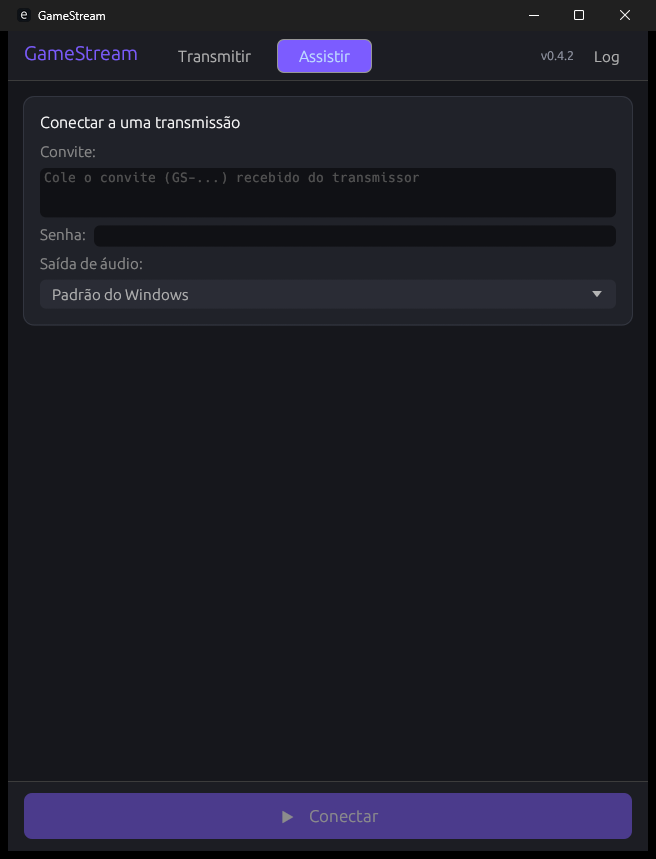 e GameStream
GameStream Transmitir Assistir v0.4.2 Log
Conectar a uma transmissão
Convite:
Cole o convite (GS-...) recebido do transmissor
Senha:
Saída de áudio:
Padrão do Windows
Conectar